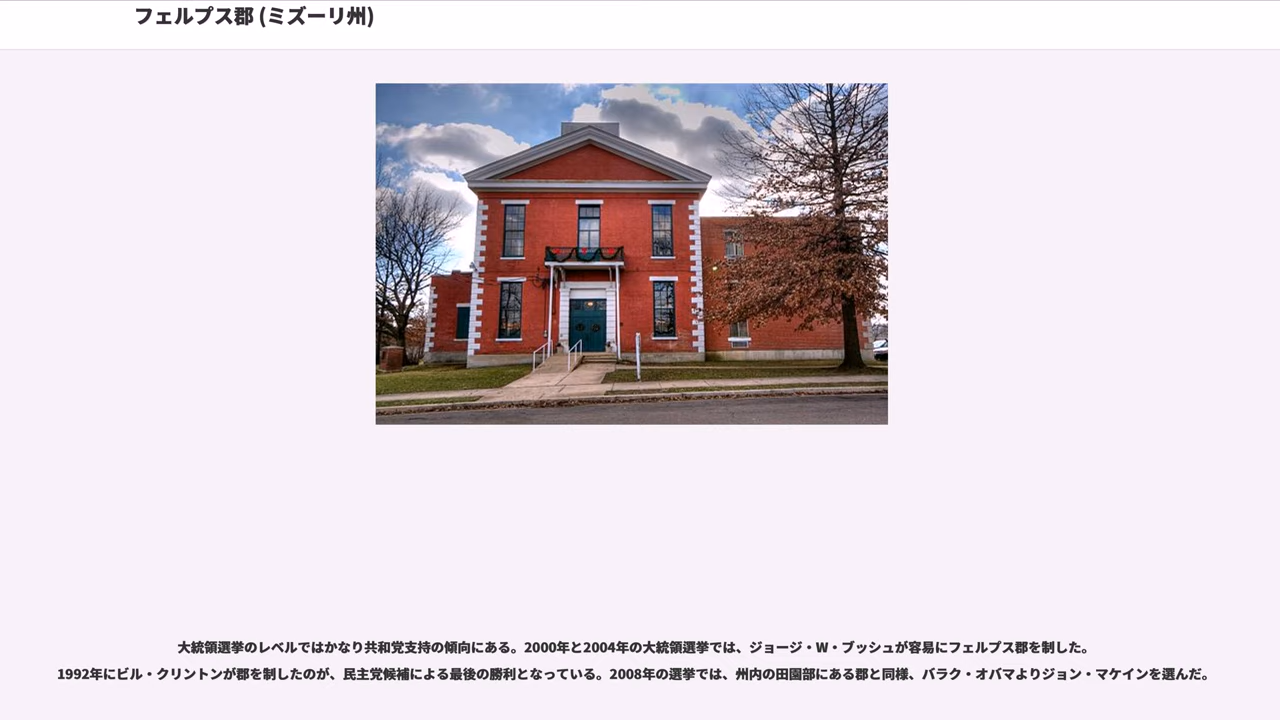 フェルプス郡 (ミズーリ州)
大統領選挙のレベルではかなり共和党支持の傾向にある。2000年と2004年の大統領選挙では、ジョージ・W・ブッシュが容易にフェルプス郡を制した。
1992年にビル・クリントンが郡を制したのが、民主党候補による最後の勝利となっている。2008年の選挙では、州内の田園部にある郡と同様、バラク・オバマよりジョン・マケインを選んだ。